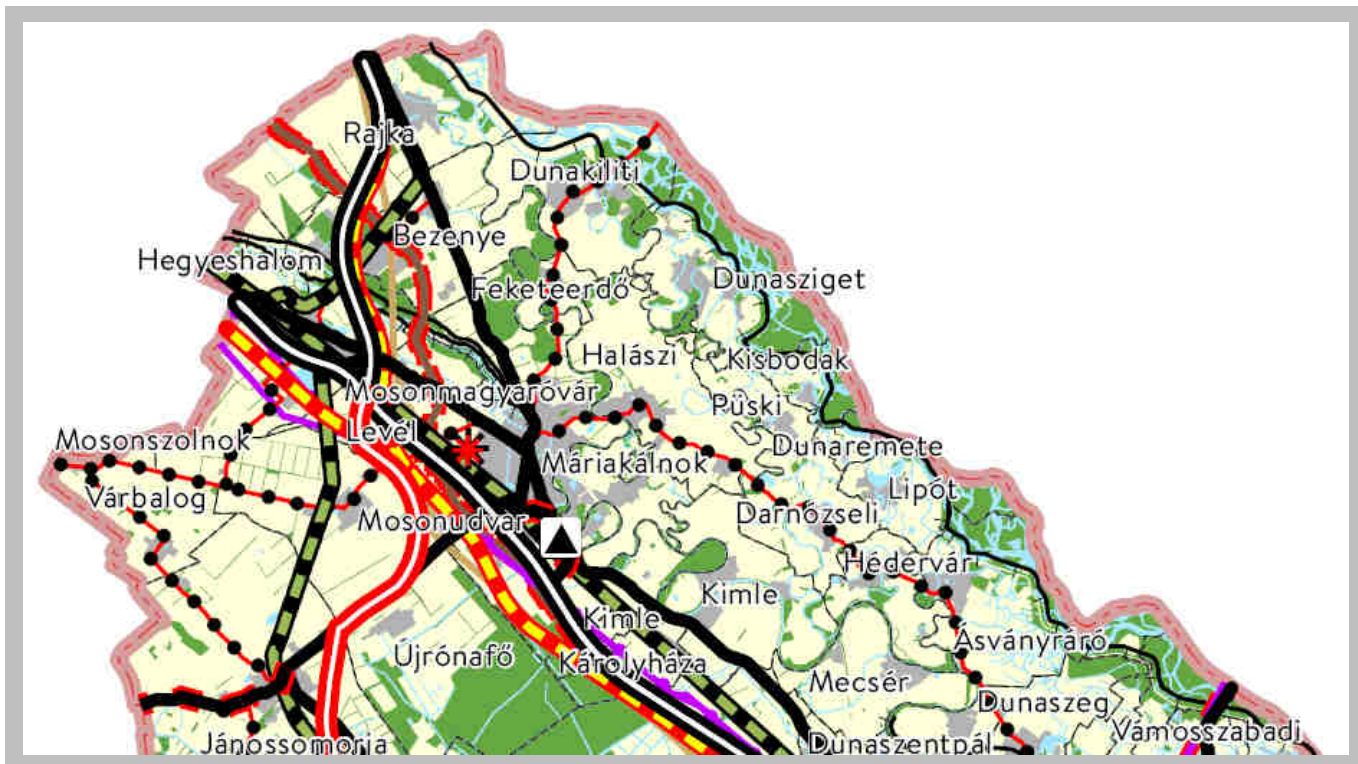 Rajka
Dunakiliti
Bezenye
Hegyeshalom
Dunasziget
Feketeerdő
Halászi
Kisbodak
Mosonmagyaróvár
Püski
Levél
Mosonszolnok
Dunaremete
Máriakálnok
Várbalog
Lipót
Darnózseli
Mosonudvar
Hédervár
Kimle
Kimle
Ásványráró
Újrónafő
Károlyháza
Mecsér
Dunaszeg
Vámosszabadi
Jánossomorja
Dunaszentpál